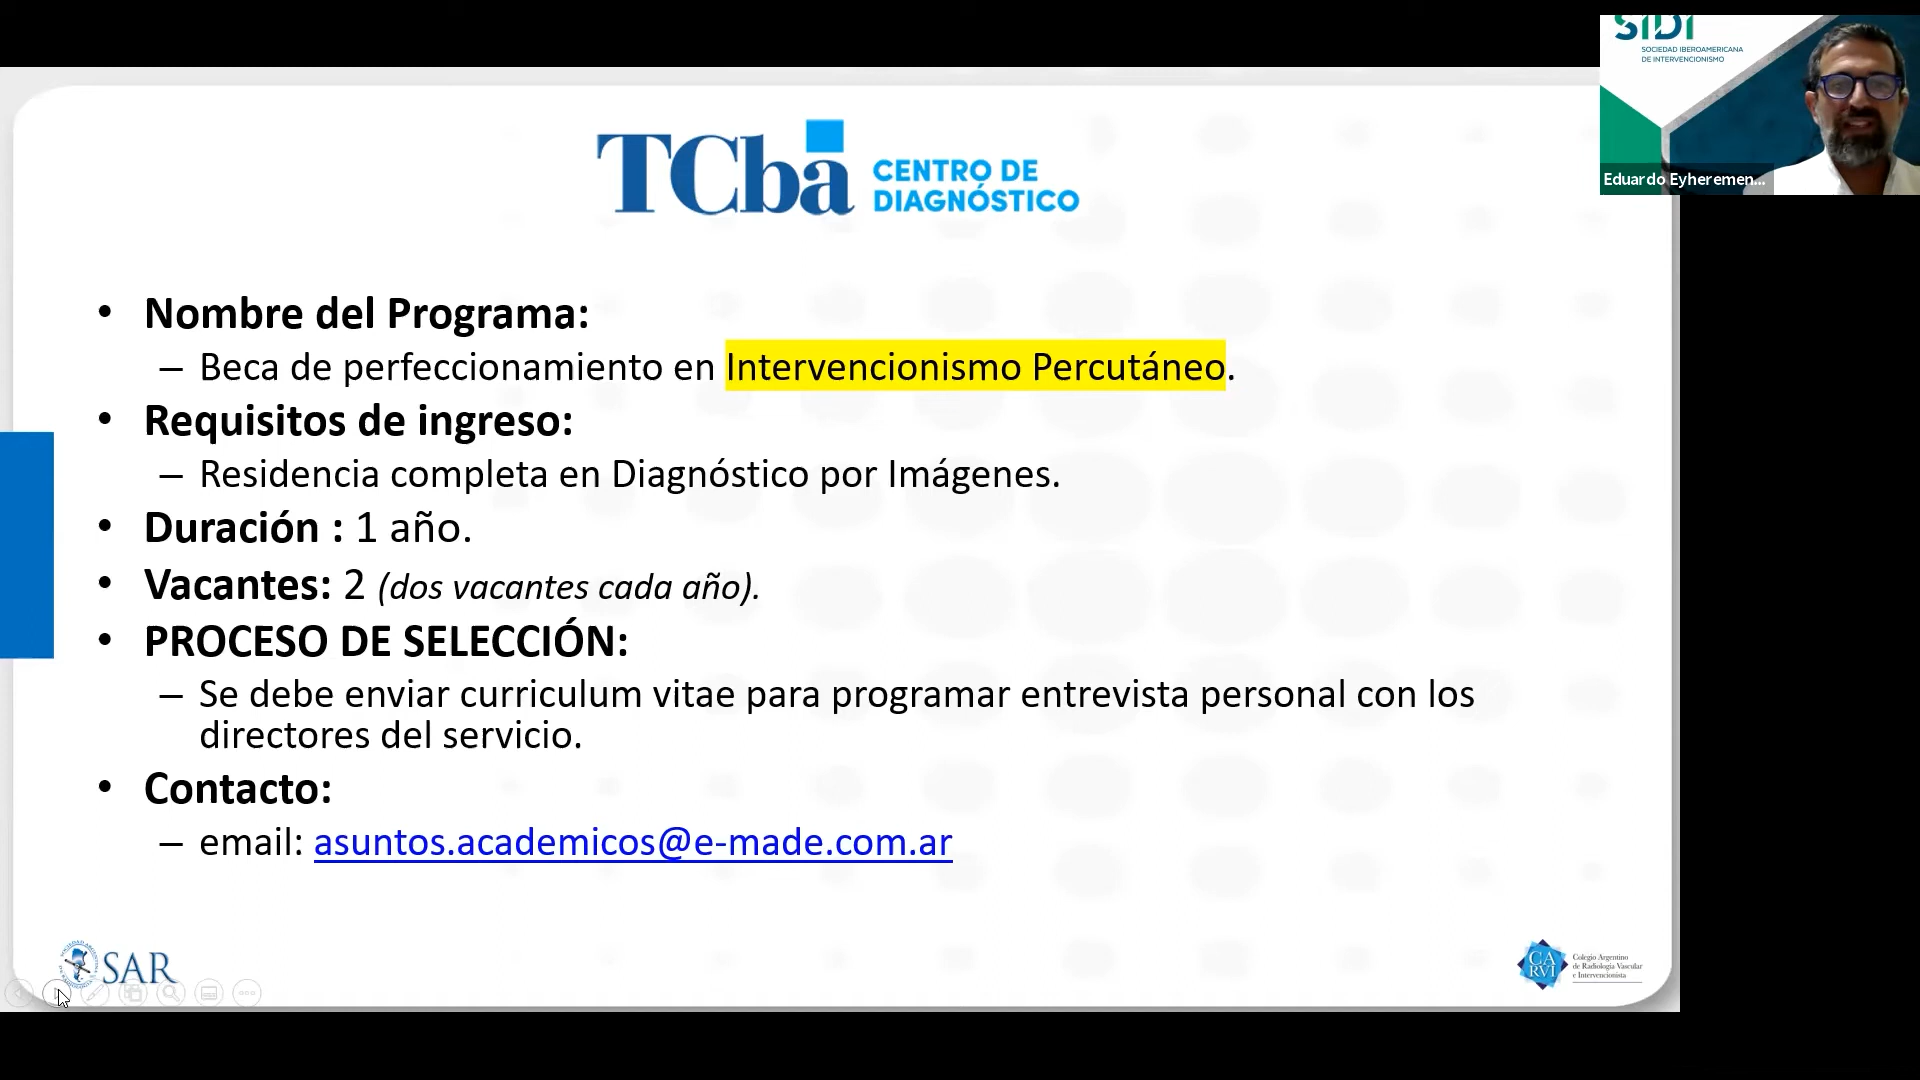 SIDI
SOCIEDAD IBEROAMERICANA
DE INTERVENCIONISMO
Eduardo Eyheremen...
TCba CENTRO DE
DIAGNÓSTICO
• Nombre del Programa:
– Beca de perfeccionamiento en Intervencionismo Percutáneo.
• Requisitos de ingreso:
– Residencia completa en Diagnóstico por Imágenes.
• Duración : 1 año.
• Vacantes: 2 (dos vacantes cada año).
• PROCESO DE SELECCIÓN:
– Se debe enviar curriculum vitae para programar entrevista personal con los
directores del servicio.
• Contacto:
– email: asuntos.academicos@e-made.com.ar
SAR
CA
RVI
Colegio Argentino
de Radiología Vascular
e Intervencionista